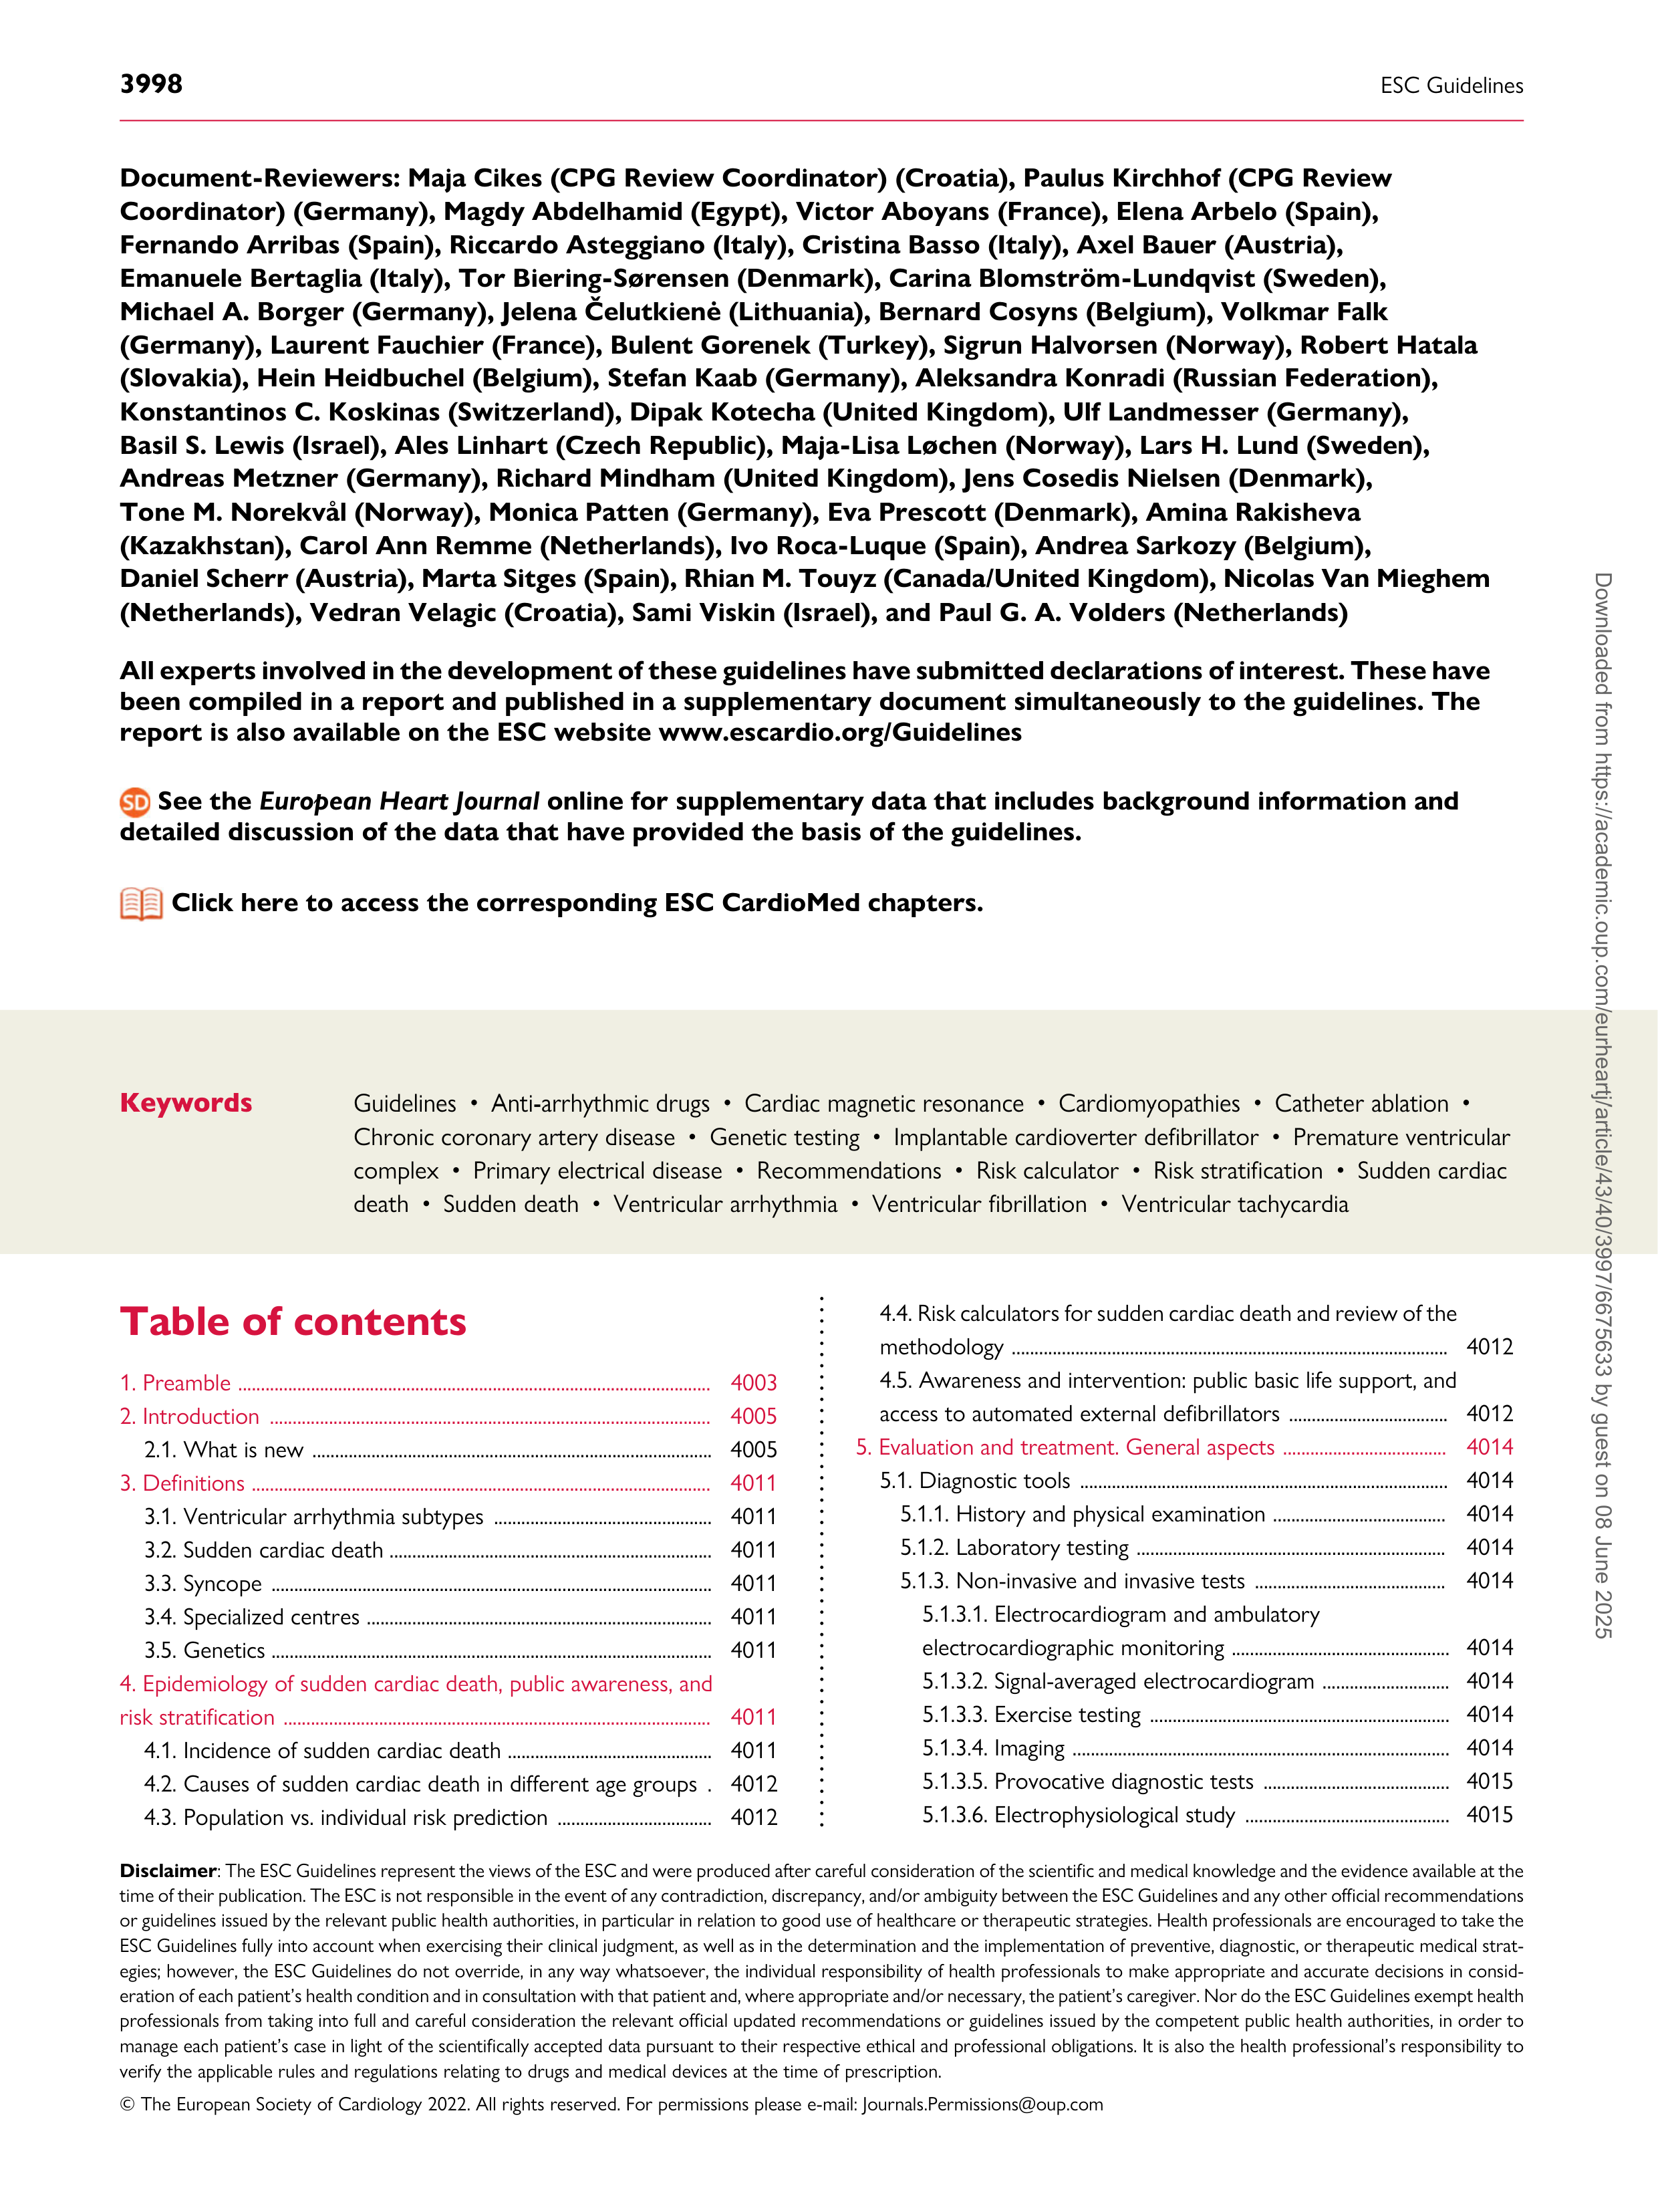 3998
ESC Guidelines
Document-Reviewers: Maja Cikes (CPG Review Coordinator) (Croatia), Paulus Kirchhof (CPG Review
Coordinator) (Germany), Magdy Abdelhamid (Egypt), Victor Aboyans (France), Elena Arbelo (Spain),
Fernando Arribas (Spain), Riccardo Asteggiano (Italy), Cristina Basso (Italy), Axel Bauer (Austria),
Emanuele Bertaglia (Italy), Tor Biering-Sørensen (Denmark), Carina Blomström-Lundqvist (Sweden),
Michael A. Borger (Germany), Jelena Čelutkienė (Lithuania), Bernard Cosyns (Belgium), Volkmar Falk
(Germany), Laurent Fauchier (France), Bulent Gorenek (Turkey), Sigrun Halvorsen (Norway), Robert Hatala
(Slovakia), Hein Heidbuchel (Belgium), Stefan Kaab (Germany), Aleksandra Konradi (Russian Federation),
Konstantinos C. Koskinas (Switzerland), Dipak Kotecha (United Kingdom), Ulf Landmesser (Germany),
Basil S. Lewis (Israel), Ales Linhart (Czech Republic), Maja-Lisa Løchen (Norway), Lars H. Lund (Sweden),
Andreas Metzner (Germany), Richard Mindham (United Kingdom), Jens Cosedis Nielsen (Denmark),
Tone M. Norekvål (Norway), Monica Patten (Germany), Eva Prescott (Denmark), Amina Rakisheva
(Kazakhstan), Carol Ann Remme (Netherlands), Ivo Roca-Luque (Spain), Andrea Sarkozy (Belgium),
Daniel Scherr (Austria), Marta Sitges (Spain), Rhian M. Touyz (Canada/United Kingdom), Nicolas Van Mieghem
(Netherlands), Vedran Velagic (Croatia), Sami Viskin (Israel), and Paul G. A. Volders (Netherlands)
All experts involved in the development of these guidelines have submitted declarations of interest. These have
been compiled in a report and published in a supplementary document simultaneously to the guidelines. The
report is also available on the ESC website www.escardio.org/Guidelines
SD See the European Heart Journal online for supplementary data that includes background information and
detailed discussion of the data that have provided the basis of the guidelines.
Click here to access the corresponding ESC CardioMed chapters.
Keywords
Guidelines • Anti-arrhythmic drugs • Cardiac magnetic resonance • Cardiomyopathies • Catheter ablation •
Chronic coronary artery disease • Genetic testing • Implantable cardioverter defibrillator • Premature ventricular
complex • Primary electrical disease • Recommendations • Risk calculator • Risk stratification • Sudden cardiac
death • Sudden death • Ventricular arrhythmia • Ventricular fibrillation • Ventricular tachycardia
Table of contents
1. Preamble ........ 4003
2. Introduction ........ 4005
2.1. What is new ........ 4005
3. Definitions ........ 4011
3.1. Ventricular arrhythmia subtypes ........ 4011
3.2. Sudden cardiac death ........ 4011
3.3. Syncope ........ 4011
3.4. Specialized centres ........ 4011
3.5. Genetics ........ 4011
4. Epidemiology of sudden cardiac death, public awareness, and
risk stratification ........ 4011
4.1. Incidence of sudden cardiac death ........ 4011
4.2. Causes of sudden cardiac death in different age groups . 4012
4.3. Population vs. individual risk prediction ........ 4012
4.4. Risk calculators for sudden cardiac death and review of the
methodology ........ 4012
4.5. Awareness and intervention: public basic life support, and
access to automated external defibrillators ........ 4012
5. Evaluation and treatment. General aspects ........ 4014
5.1. Diagnostic tools ........ 4014
5.1.1. History and physical examination ........ 4014
5.1.2. Laboratory testing ........ 4014
5.1.3. Non-invasive and invasive tests ........ 4014
5.1.3.1. Electrocardiogram and ambulatory
electrocardiographic monitoring ........ 4014
5.1.3.2. Signal-averaged electrocardiogram ........ 4014
5.1.3.3. Exercise testing ........ 4014
5.1.3.4. Imaging ........ 4014
5.1.3.5. Provocative diagnostic tests ........ 4015
5.1.3.6. Electrophysiological study ........ 4015
Disclaimer: The ESC Guidelines represent the views of the ESC and were produced after careful consideration of the scientific and medical knowledge and the evidence available at the
time of their publication. The ESC is not responsible in the event of any contradiction, discrepancy, and/or ambiguity between the ESC Guidelines and any other official recommendations
or guidelines issued by the relevant public health authorities, in particular in relation to good use of healthcare or therapeutic strategies. Health professionals are encouraged to take the
ESC Guidelines fully into account when exercising their clinical judgment, as well as in the determination and the implementation of preventive, diagnostic, or therapeutic medical strat-
egies; however, the ESC Guidelines do not override, in any way whatsoever, the individual responsibility of health professionals to make appropriate and accurate decisions in consid-
eration of each patient's health condition and in consultation with that patient and, where appropriate and/or necessary, the patient's caregiver. Nor do the ESC Guidelines exempt health
professionals from taking into full and careful consideration the relevant official updated recommendations or guidelines issued by the competent public health authorities, in order to
manage each patient's case in light of the scientifically accepted data pursuant to their respective ethical and professional obligations. It is also the health professional's responsibility to
verify the applicable rules and regulations relating to drugs and medical devices at the time of prescription.
© The European Society of Cardiology 2022. All rights reserved. For permissions please e-mail: Journals.Permissions@oup.com
Downloaded from https://academic.oup.com/eurheartj/article/43/40/3997/6675633 by guest on 08 June 2025